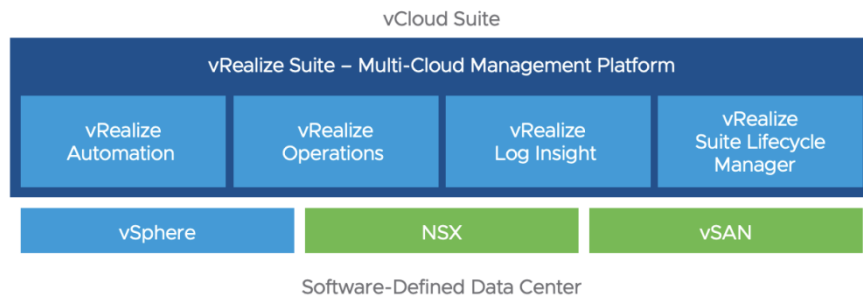 vCloud Suite
vRealize Suite – Multi-Cloud Management Platform
vRealize
Automation
vRealize
Operations
vRealize
Log Insight
vRealize
Suite Lifecycle
Manager
vSphere
NSX
vSAN
Software-Defined Data Center